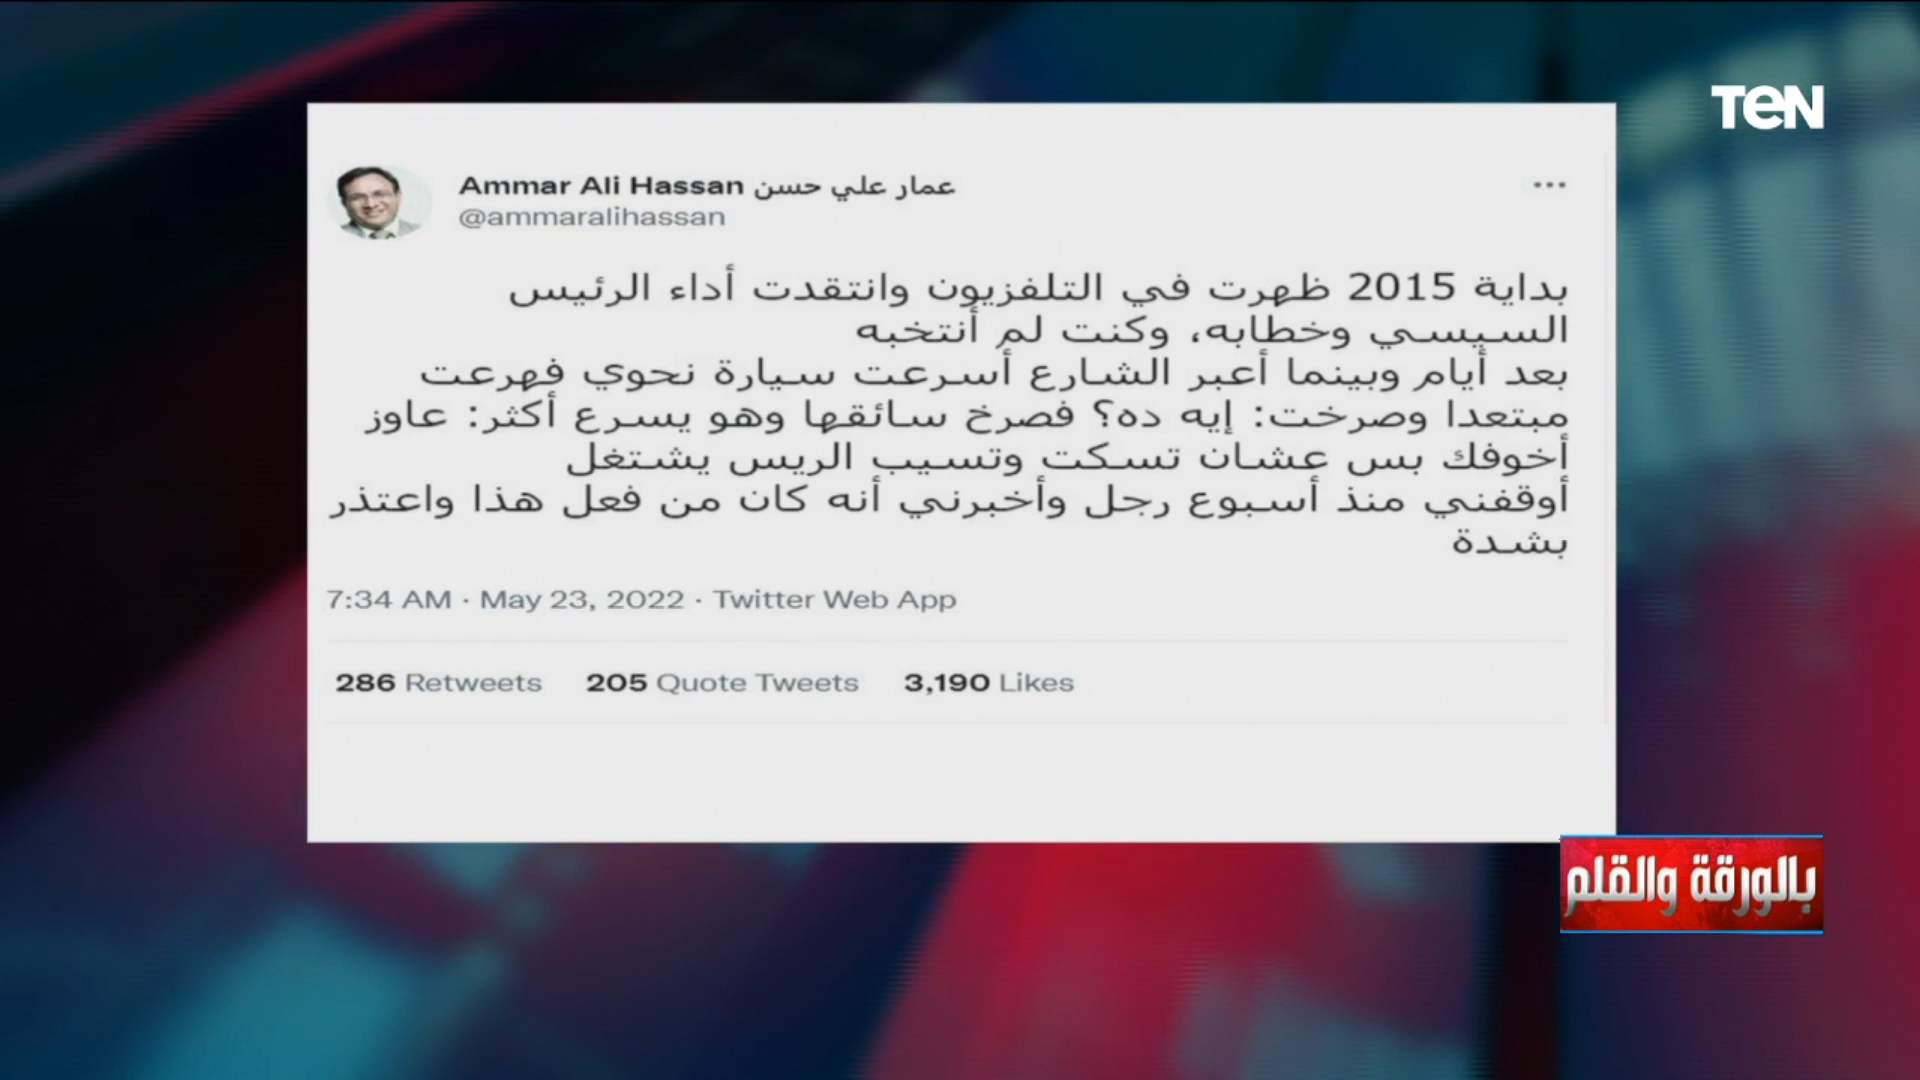 TEN
Ammar Ali Hassan عمار علي حسن
@ammaralihassan
بداية 2015 ظهرت في التلفزيون وانتقدت أداء الرئيس
السيسي وخطابه، وكنت لم أنتخبه
بعد أيام وبينما أعبر الشارع أسرعت سيارة نحوي فهرعت
مبتعدا وصرخت: إيه ده؟ فصرخ سائقها وهو يسرع أكثر: عاوز
أخوفك بس عشان تسكت وتسيب الريس يشتغل
أوقفني منذ أسبوع رجل وأخبرني أنه كان من فعل هذا واعتذر
بشدة
7:34 AM · May 23, 2022 · Twitter Web App
286 Retweets 205 Quote Tweets 3,190 Likes
بالورقة والقلم